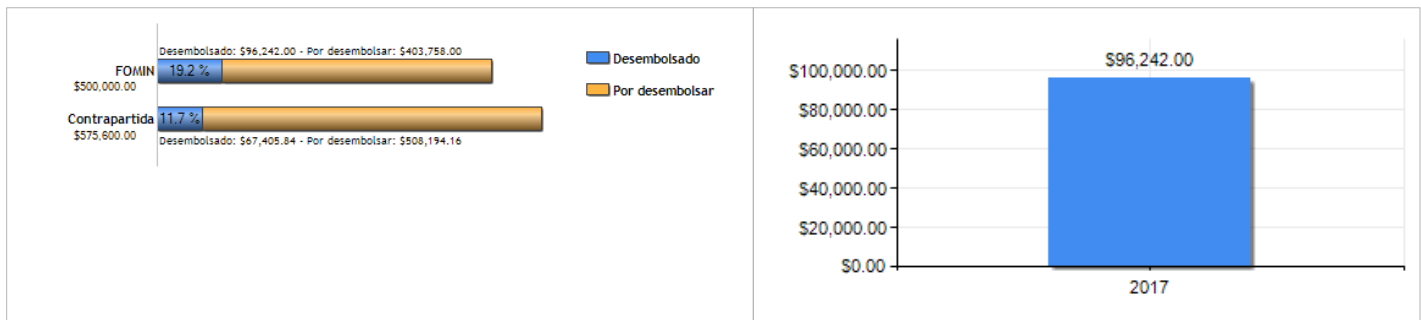 Desembolsado: $96,242.00 - Por desembolsar: $403,758.00
FOMIN
$500,000.00
19.2 %
Contrapartida
$575,600.00
11.7 %
Desembolsado: $67,405.84 - Por desembolsar: $508,194.16
Desembolsado
Por desembolsar
$96,242.00
$100,000.00
$80,000.00
$60,000.00
$40,000.00
$20,000.00
$0.00
2017